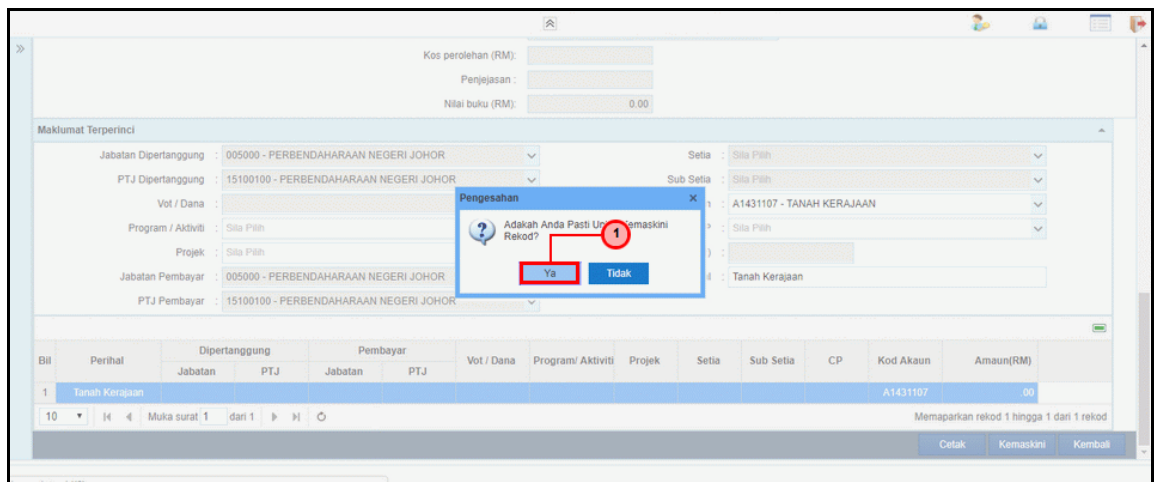 Kos perolehan (RM):
Penjejasan :
Nilai buku (RM): 0.00
Maklumat Terperinci
Jabatan Dipertanggung : 005000 - PERBENDAHARAAN NEGERI JOHOR Setia : Sila Pilih
PTJ Dipertanggung : 15100100 - PERBENDAHARAAN NEGERI JOHOR Sub Setia : Sila Pilih
Vot / Dana : : A1431107 - TANAH KERAJAAN
Program / Aktiviti : Sila Pilih : Sila Pilih
Projek : Sila Pilih ) :
Jabatan Pembayar : 005000 - PERBENDAHARAAN NEGERI JOHOR : Tanah Kerajaan
PTJ Pembayar : 15100100 - PERBENDAHARAAN NEGERI JOHOR
Pengesahan
Adakah Anda Pasti
Rekod?
1
Ya Tidak
Bil Perihal Dipertanggung Pembayar Vot / Dana Program/ Aktiviti Projek Setia Sub Setia CP Kod Akaun Amaun(RM)
Jabatan PTJ Jabatan PTJ
1 Tanah Kerajaan A1431107 00
10 Muka surat 1 dari 1 Memaparkan rekod 1 hingga 1 dari 1 rekod
Cetak Kemaskini Kembali